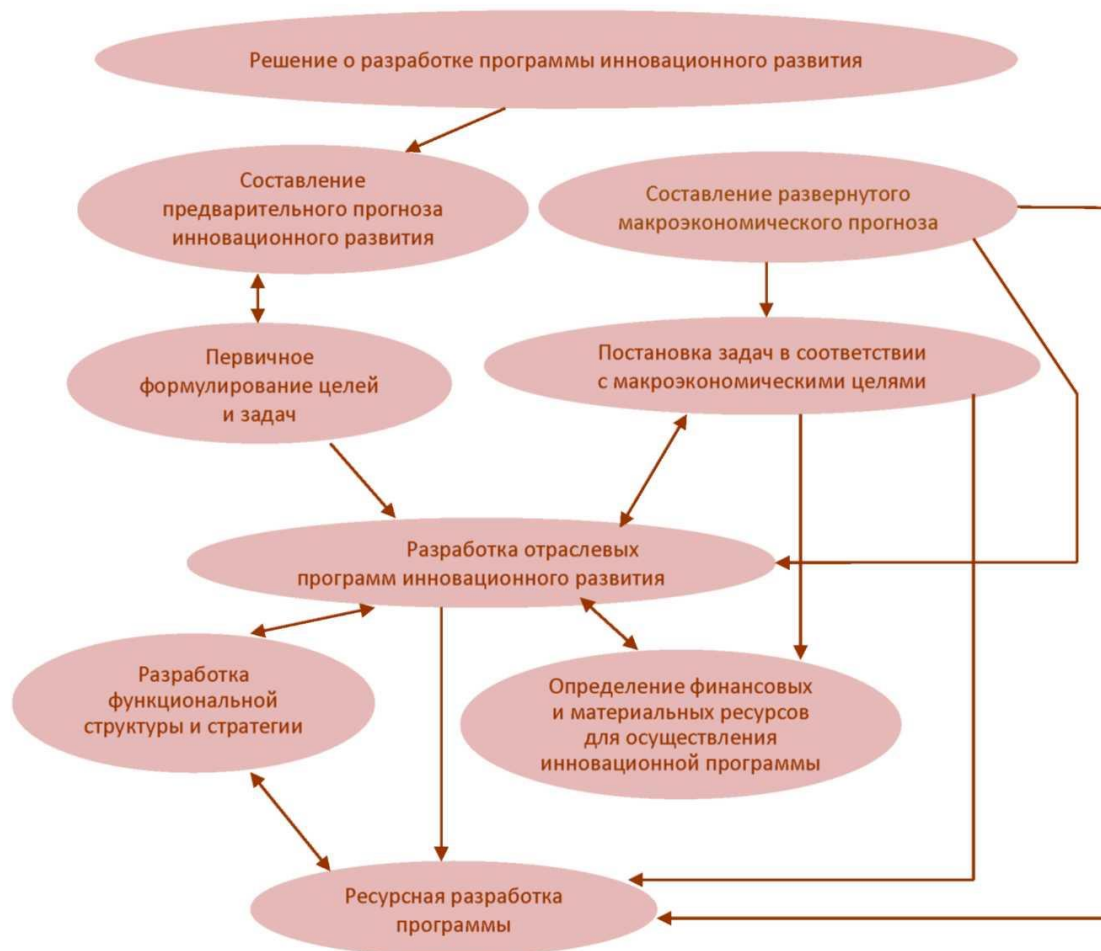 Решение о разработке программы инновационного развития
Составление
предварительного прогноза
инновационного развития
Составление развернутого
макроэкономического прогноза
Первичное
формулирование целей
и задач
Постановка задач в соответствии
с макроэкономическими целями
Разработка отраслевых
программ инновационного развития
Разработка
функциональной
структуры и стратегии
Определение финансовых
и материальных ресурсов
для осуществления
инновационной программы
Ресурсная разработка
программы